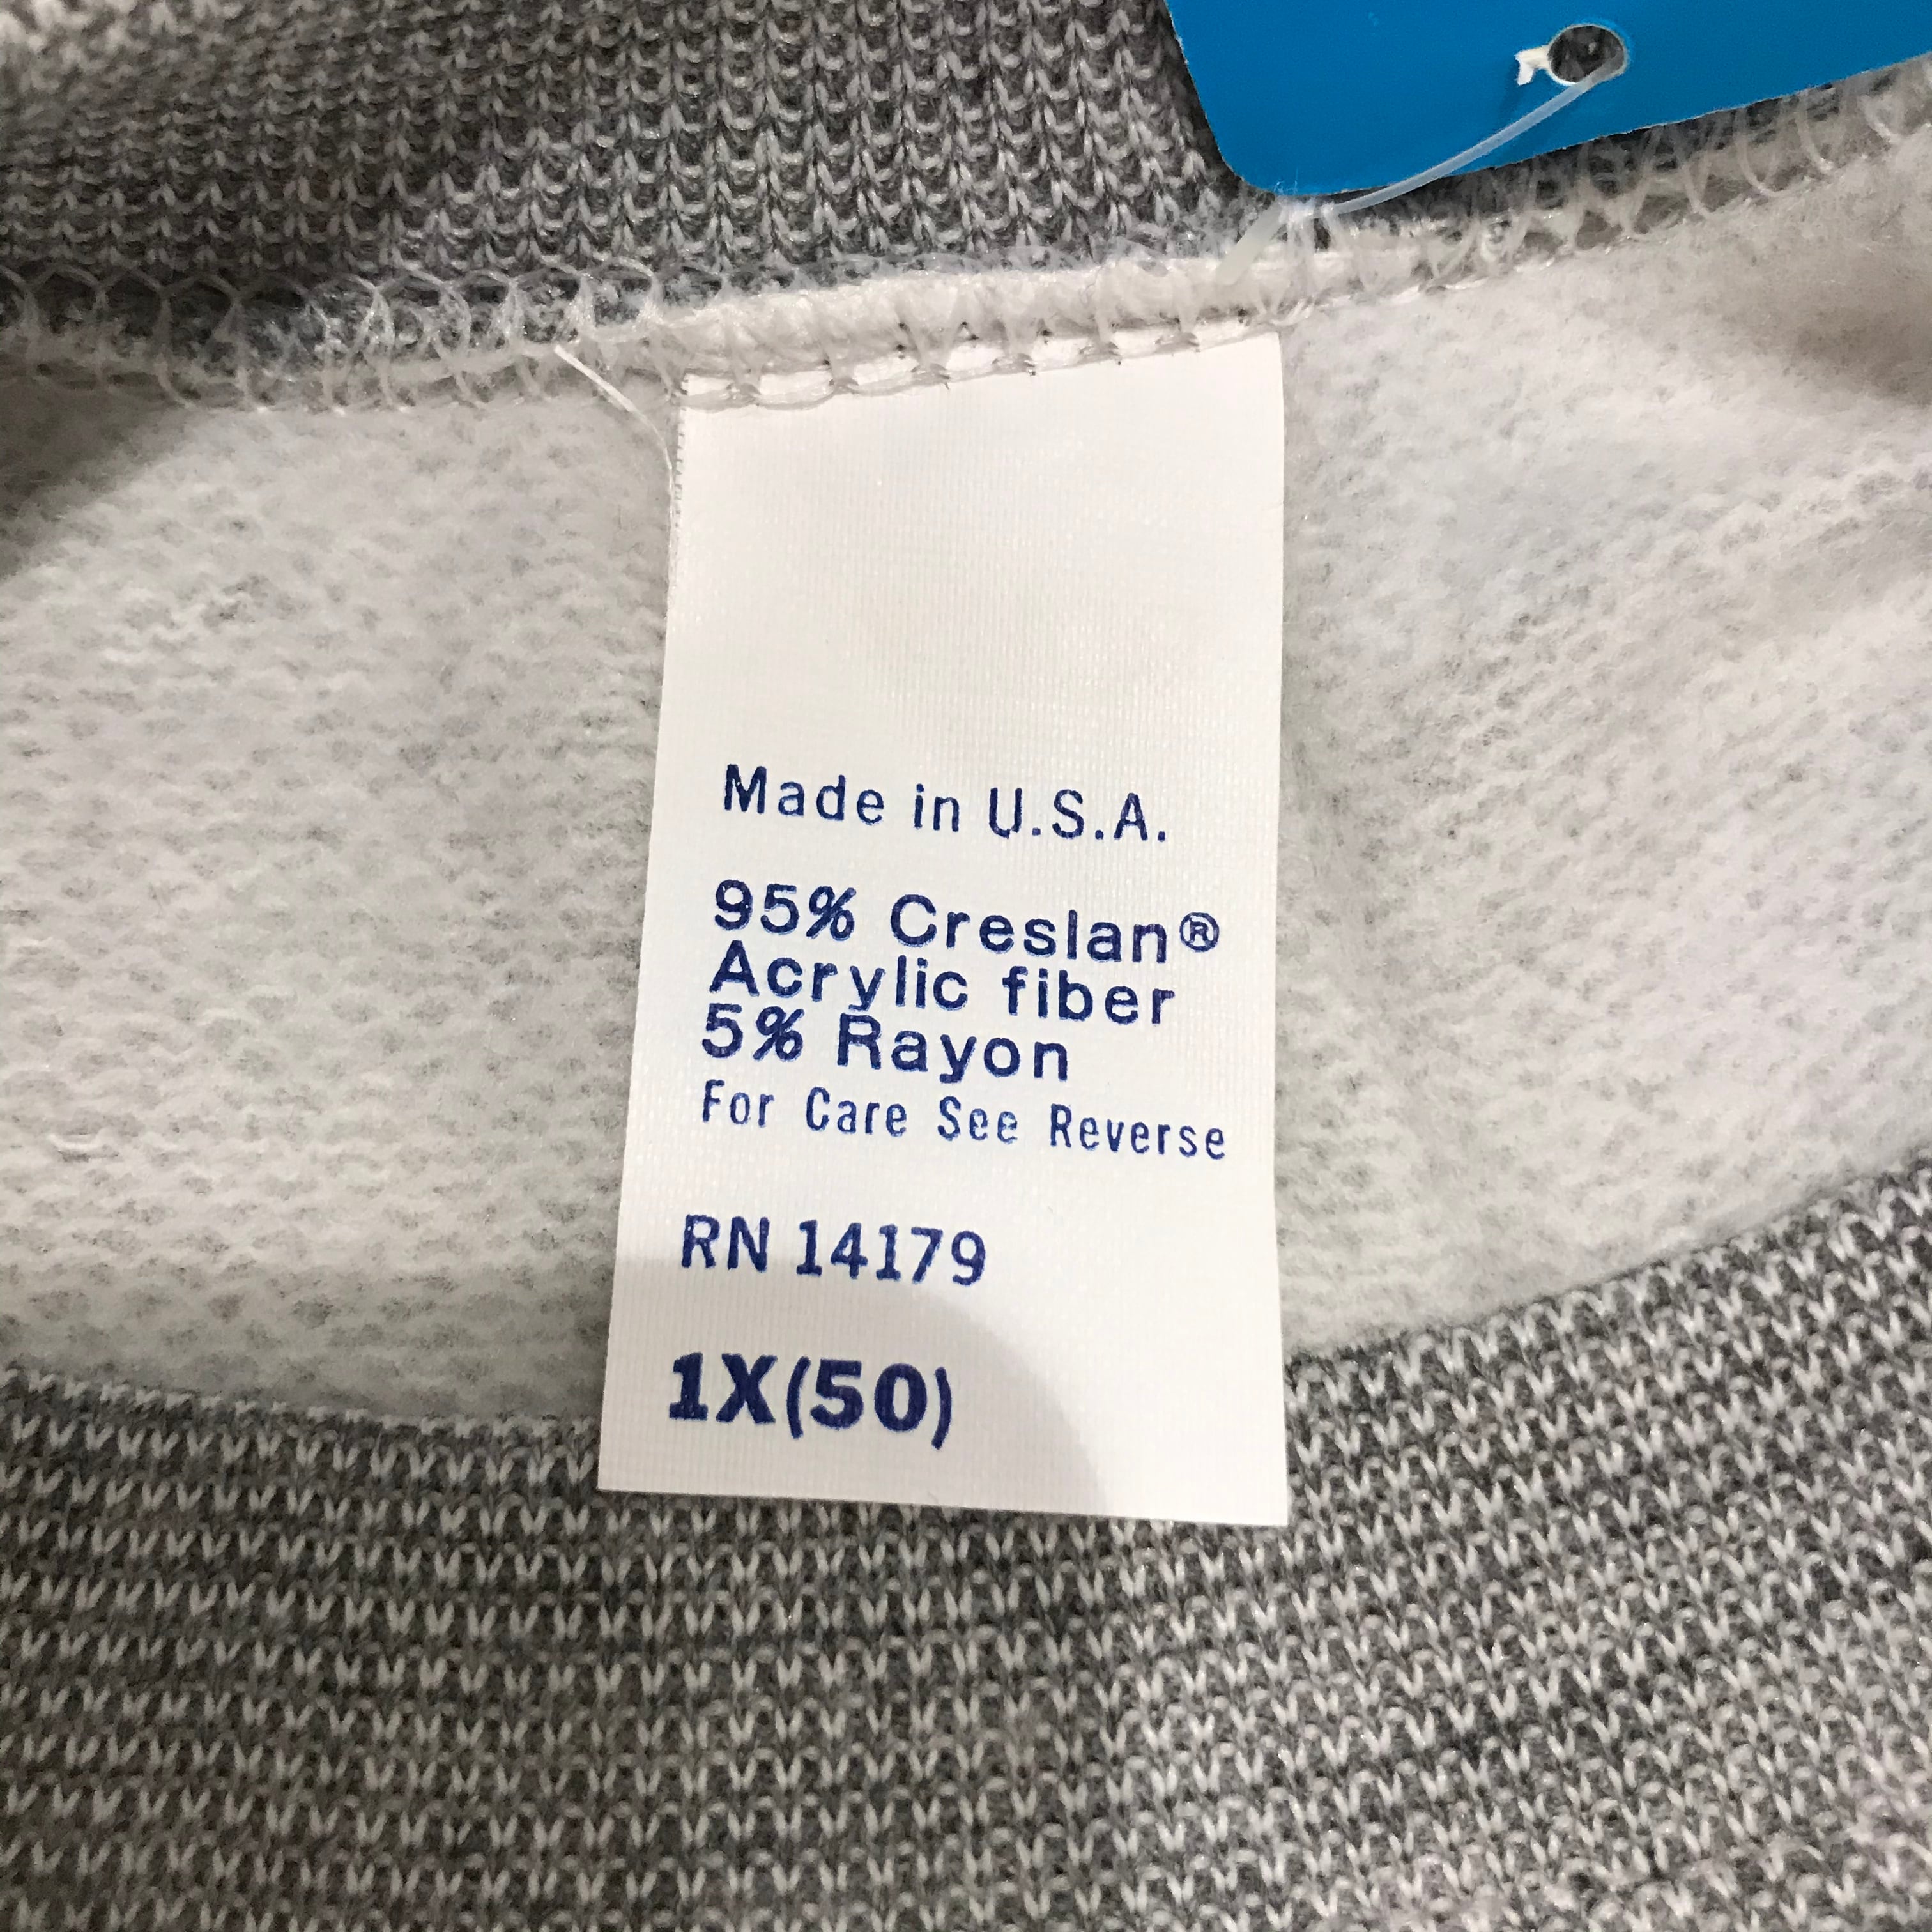 Made in U.S.A.
95% Creslan®
Acrylic fiber
5% Rayon
For Care See Reverse
RN 14179
1X(50)